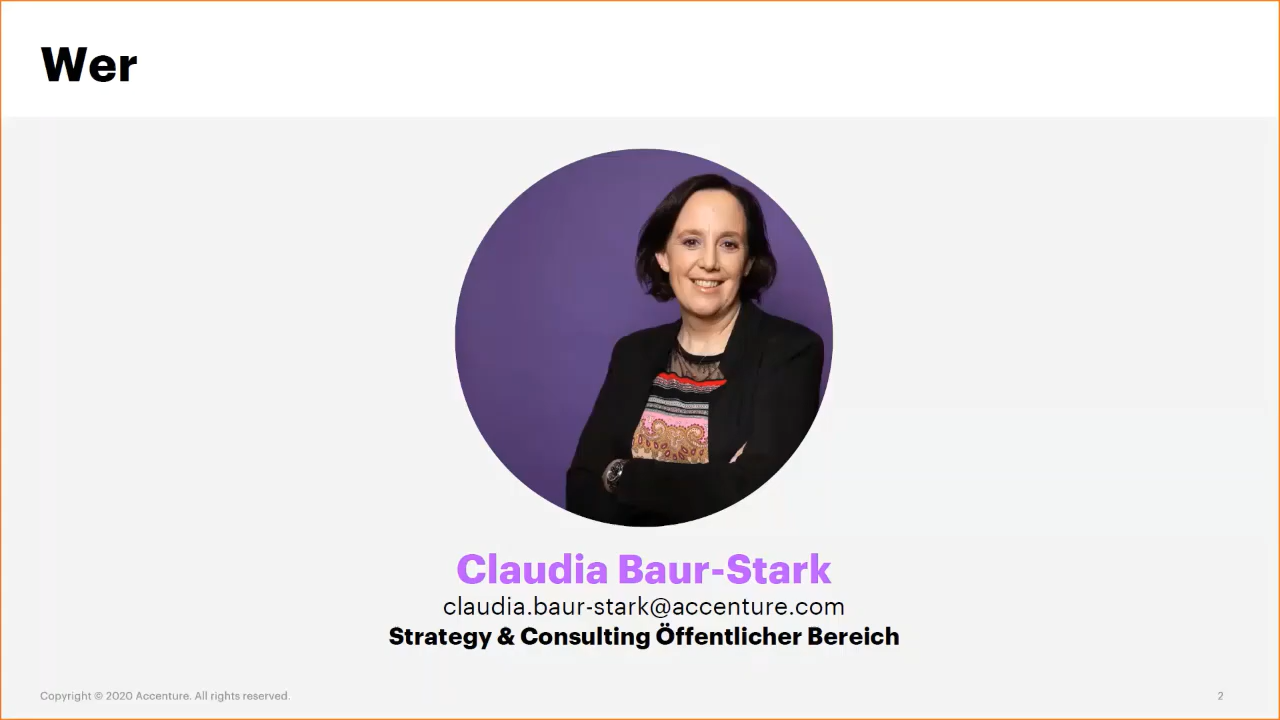 Wer
Claudia Baur-Stark
claudia.baur-stark@accenture.com
Strategy & Consulting Öffentlicher Bereich
Copyright © 2020 Accenture. All rights reserved.
2